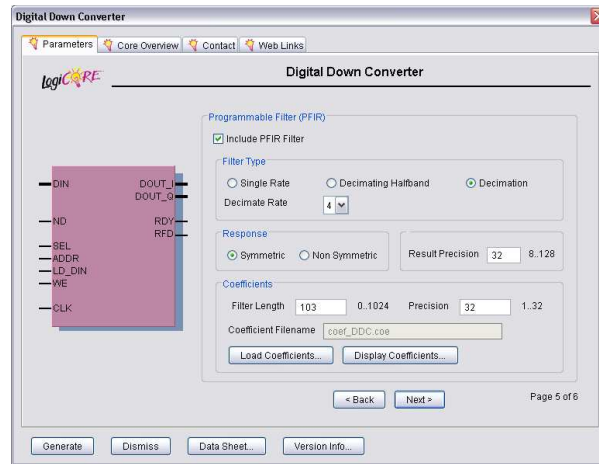 Digital Down Converter
Parameters Core Overview Contact Web Links
LogiCORE
Digital Down Converter
DIN
ND
SEL
ADDR
LD_DIN
WE
CLK
DOUT_I
DOUT_Q
RDY
RFD
Programmable Filter (PFIR)
Include PFIR Filter
Filter Type
Single Rate Decimating Halfband Decimation
Decimate Rate 4
Response
Symmetric Non Symmetric
Result Precision 32 8..128
Coefficients
Filter Length 103 0..1024 Precision 32 1..32
Coefficient Filename coef_DDC.coe
Load Coefficients... Display Coefficients...
< Back Next > Page 5 of 6
Generate Dismiss Data Sheet... Version Info...